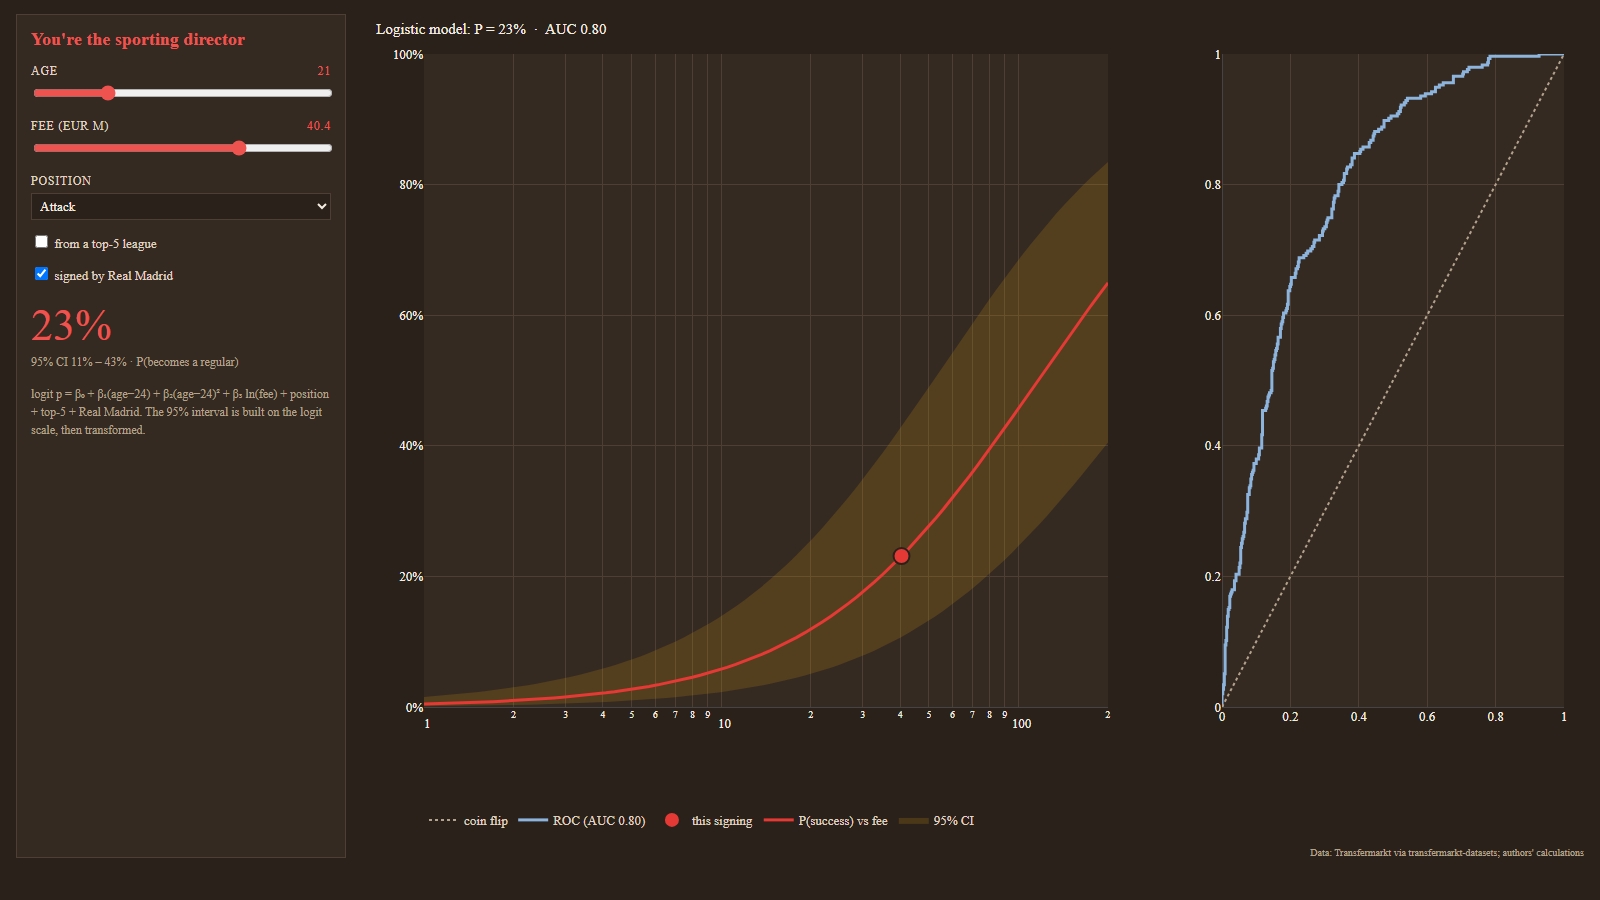 You're the sporting director
AGE 21
FEE (EUR M) 40.4
POSITION
Attack
from a top-5 league
signed by Real Madrid
23%
95% CI 11% – 43% · P(becomes a regular)
logit p = β₀ + β₁(age−24) + β₂(age−24)² + β₃ ln(fee) + position
+ top-5 + Real Madrid. The 95% interval is built on the logit
scale, then transformed.
Logistic model: P = 23% · AUC 0.80
100%
80%
60%
40%
20%
0%
1 2 3 4 5 6 7 8 9 10 2 3 4 5 6 7 8 9 100 2
1
0.8
0.6
0.4
0.2
0
0 0.2 0.4 0.6 0.8 1
coin flip ROC (AUC 0.80) this signing P(success) vs fee 95% CI
Data: Transfermarkt via transfermarkt-datasets; authors' calculations